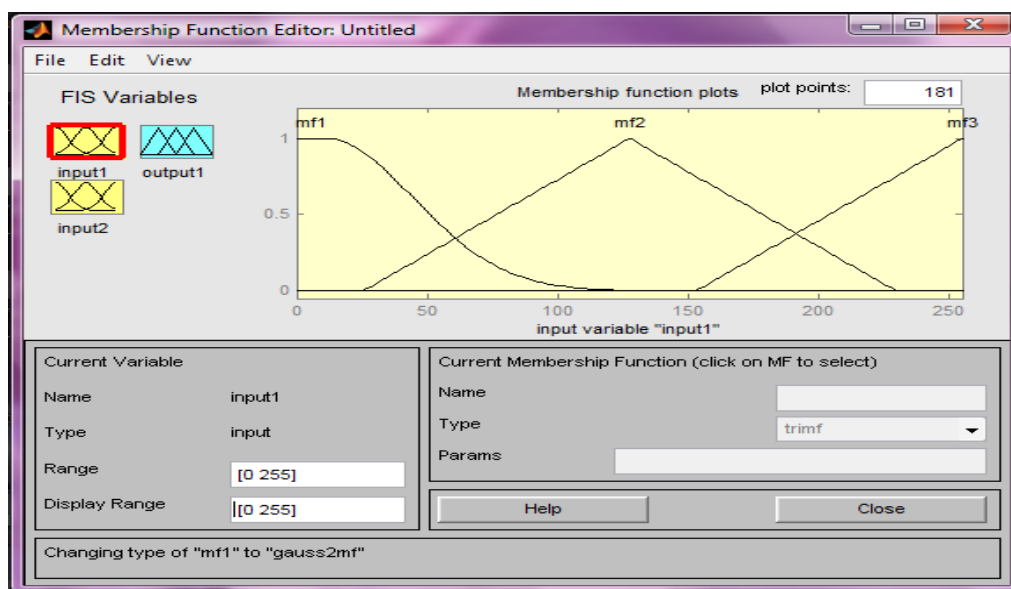 Membership Function Editor: Untitled
File Edit View
FIS Variables
input1
output1
input2
Membership function plots
plot points:
181
mf1
mf2
mf3
1
0.5
0
0
50
100
150
200
250
input variable "input1"
Current Variable
Name input1
Type input
Range [0 255]
Display Range [0 255]
Current Membership Function (click on MF to select)
Name
Type trimf
Params
Help
Close
Changing type of "mf1" to "gauss2mf"